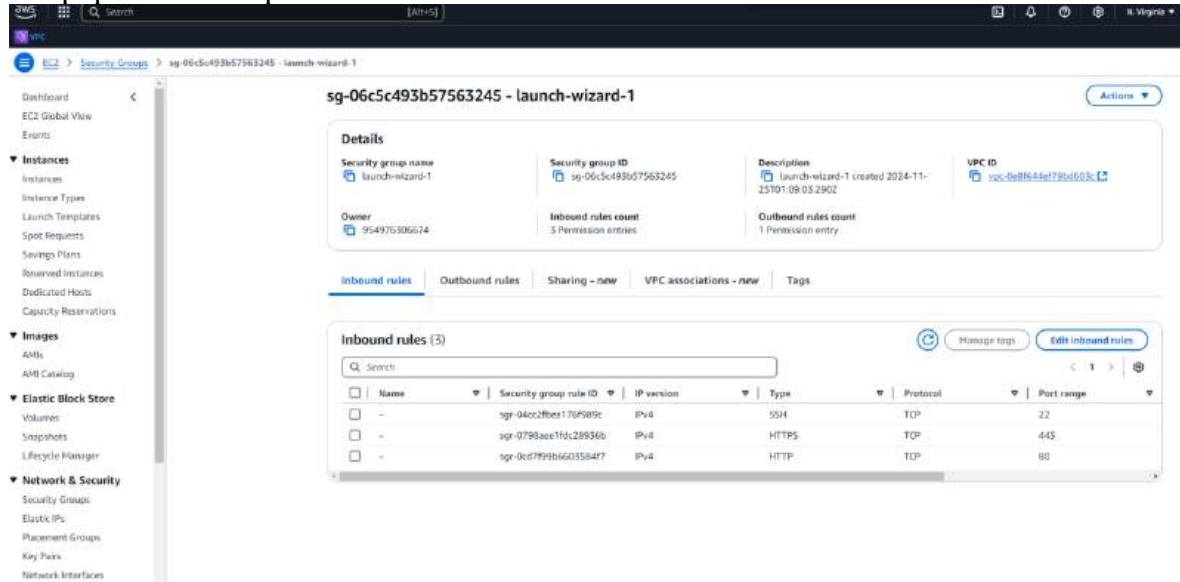 aws
Search
[Alt+S]
N. Virginia
VPC
EC2 > Security Groups > sg-06c5c493b57563245 - launch-wizard-1
Dashboard
EC2 Global View
Events
Instances
Instances
Instance Types
Launch Templates
Spot Requests
Savings Plans
Reserved Instances
Dedicated Hosts
Capacity Reservations
Images
AMIs
AMI Catalog
Elastic Block Store
Volumes
Snapshots
Lifecycle Manager
Network & Security
Security Groups
Elastic IPs
Placement Groups
Key Pairs
Network Interfaces
sg-06c5c493b57563245 - launch-wizard-1
Actions
Details
Security group name
launch-wizard-1
Security group ID
sg-06c5c493b57563245
Description
launch-wizard-1 created 2024-11-
25T01:09:03.290Z
VPC ID
Owner
954976306624
Inbound rules count
3 Permission entries
Outbound rules count
1 Permission entry
Inbound rules
Outbound rules
Sharing - new
VPC associations - new
Tags
Inbound rules (3)
Manage tags
Edit inbound rules
Search
1
Name Security group rule ID IP version Type Protocol Port range
- IPv4 SSH TCP 22
- sgr-0798aee1fdc28936b IPv4 HTTPS TCP 443
- sgr-0cd7f99b6603584f7 IPv4 HTTP TCP 80